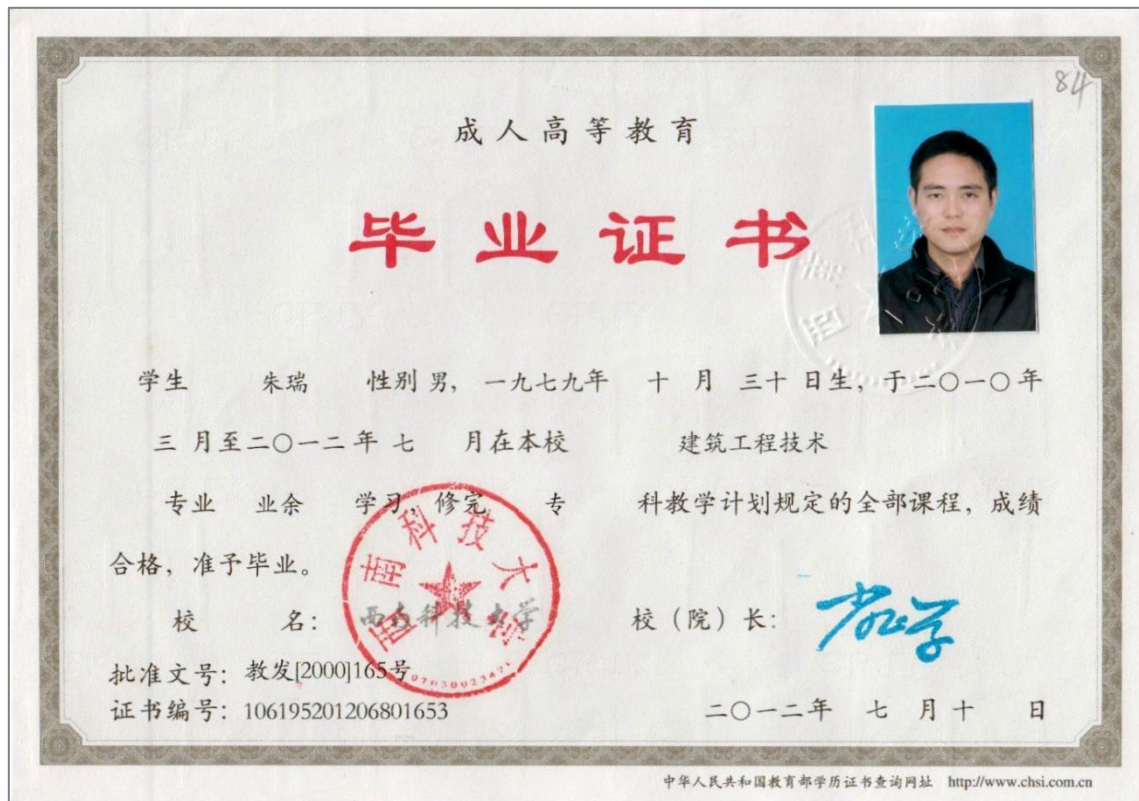 84
成人高等教育
毕业证书
学生 朱瑞 性别 男, 一九七九年 十 月 三十 日生, 于二〇一〇年
三 月至二〇一二年 七 月在本校 建筑工程技术
专业 业余 学习, 修完 专 科教学计划规定的全部课程, 成绩
合格, 准予毕业。
校 名: 西南科技大学 校（院）长:
西南科技大学
批准文号: 教发[2000]165号
证书编号: 106195201206801653 二〇一二年 七 月 十 日
中华人民共和国教育部学历证书查询网址 http://www.chsi.com.cn